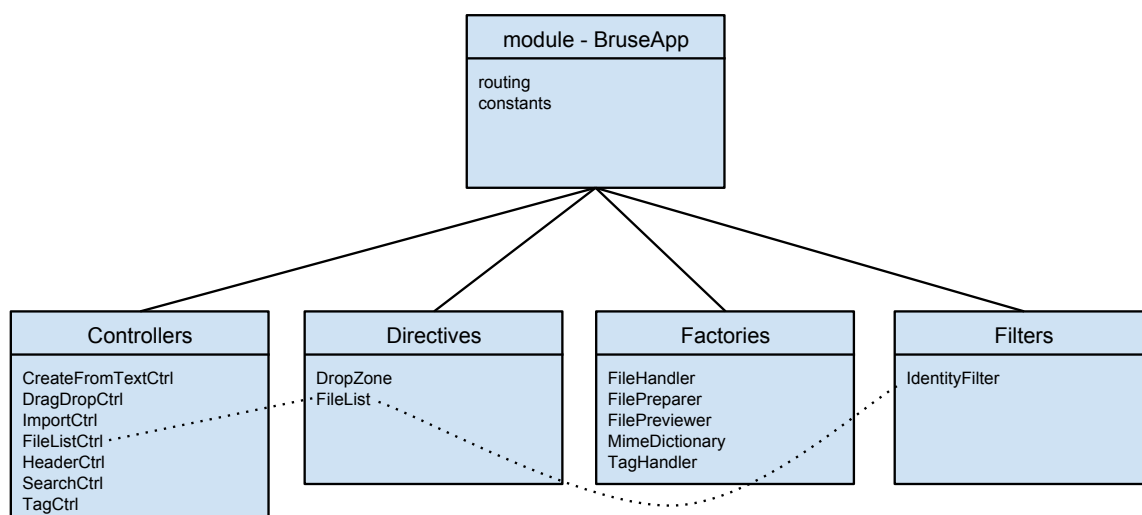 module - BruseApp
routing
constants
Controllers
CreateFromTextCtrl
DragDropCtrl
ImportCtrl
FileListCtrl
HeaderCtrl
SearchCtrl
TagCtrl
Directives
DropZone
FileList
Factories
FileHandler
FilePreparer
FilePreviewer
MimeDictionary
TagHandler
Filters
IdentityFilter